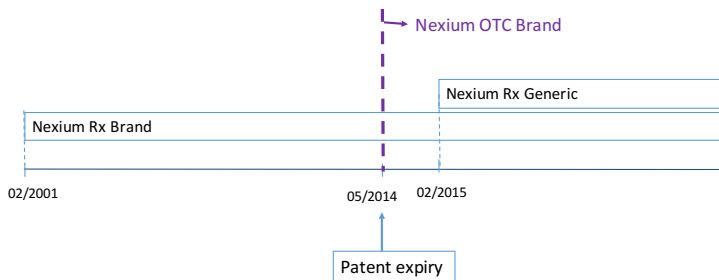 Nexium OTC Brand
Nexium Rx Generic
Nexium Rx Brand
02/2001
05/2014
02/2015
Patent expiry